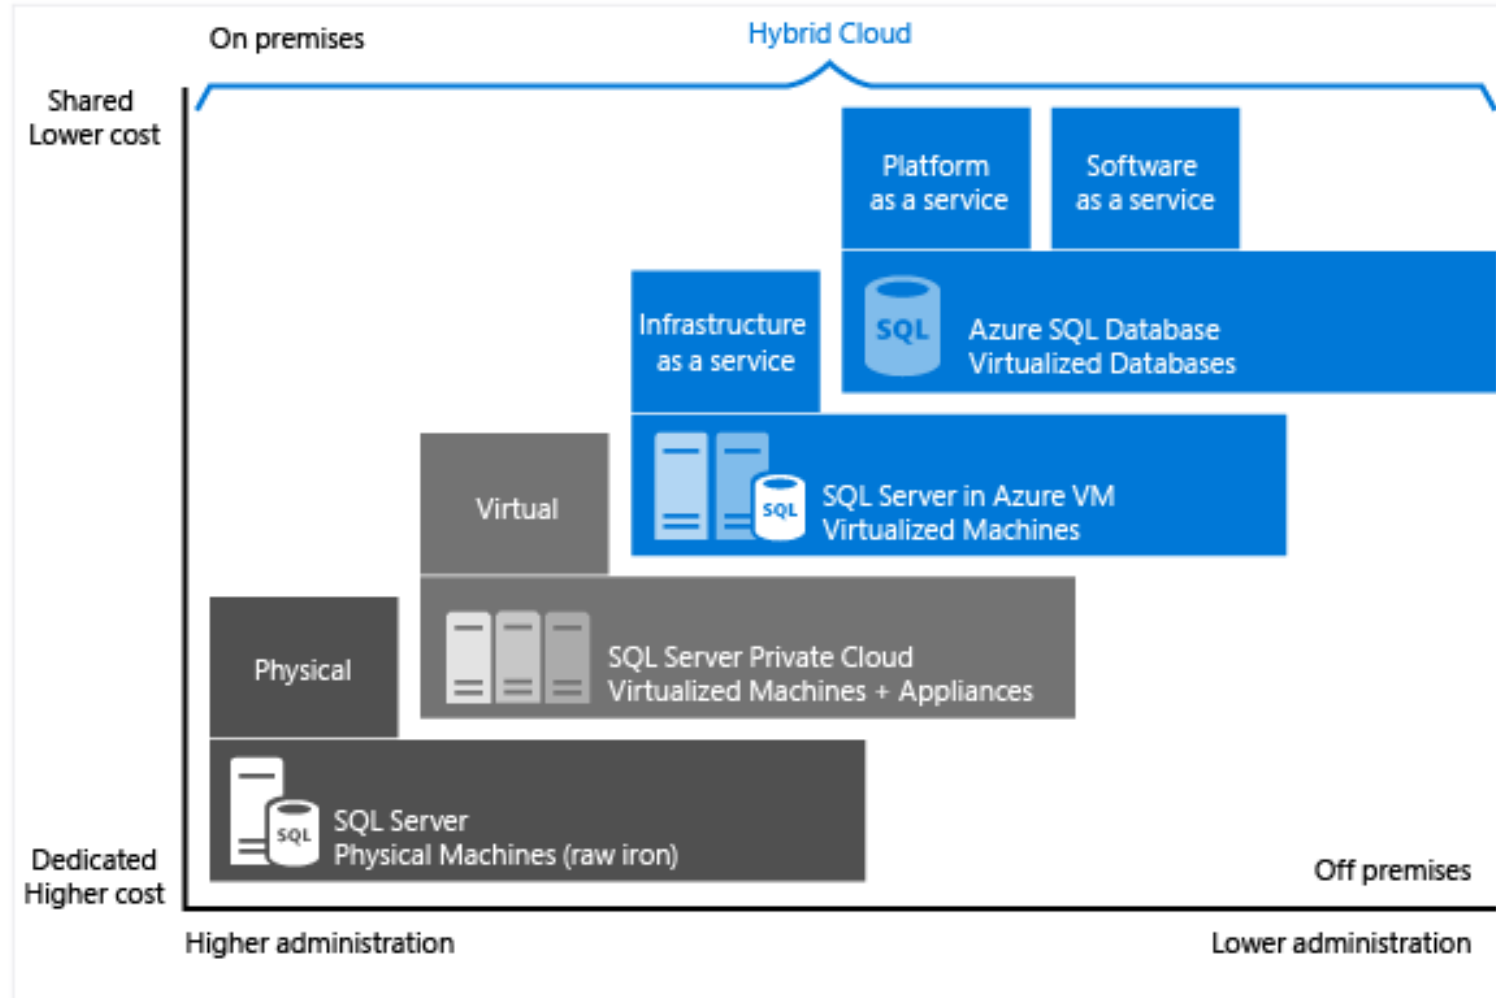 On premises
Hybrid Cloud
Shared
Lower cost
Platform
as a service
Software
as a service
Infrastructure
as a service
SQL
Azure SQL Database
Virtualized Databases
Virtual
SQL
SQL Server in Azure VM
Virtualized Machines
Physical
SQL Server Private Cloud
Virtualized Machines + Appliances
SQL
SQL Server
Physical Machines (raw iron)
Dedicated
Higher cost
Off premises
Higher administration
Lower administration